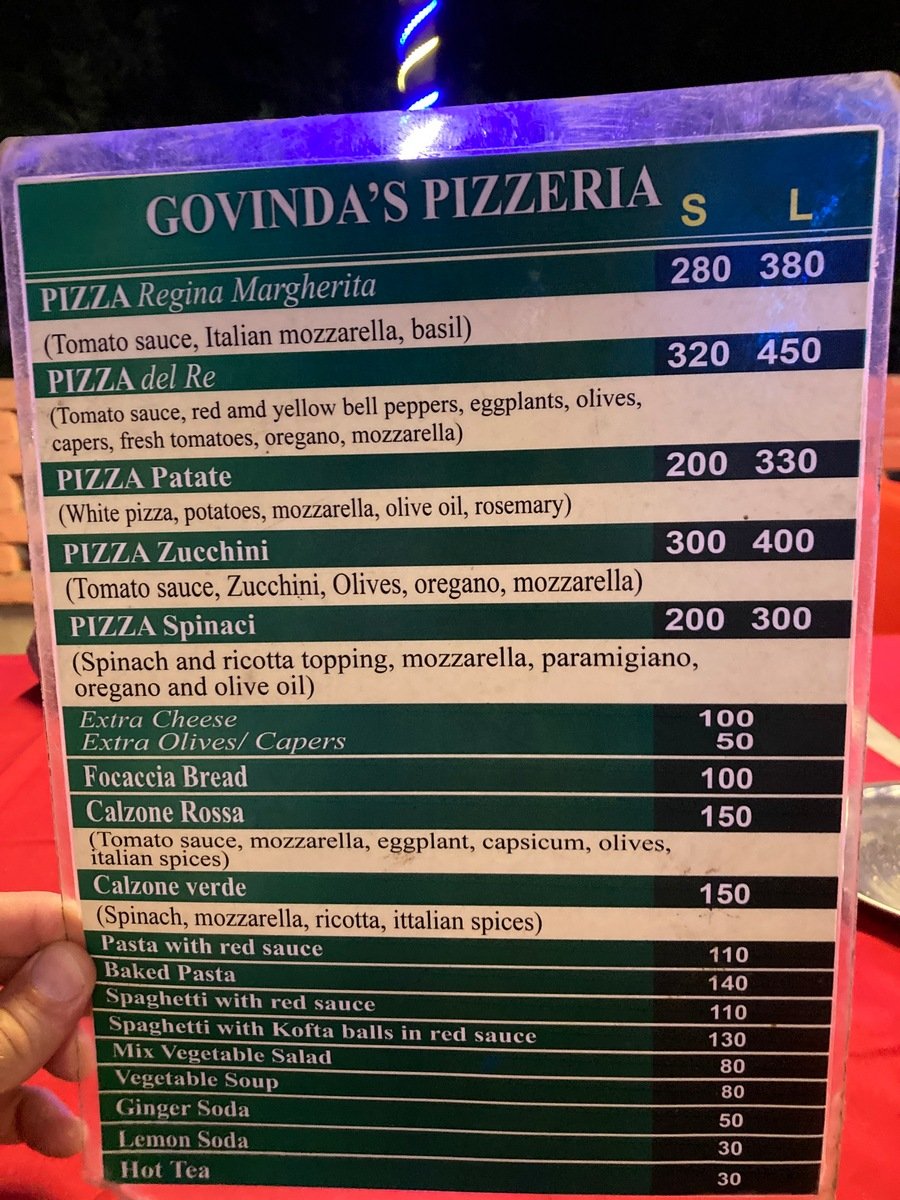 GOVINDA'S PIZZERIA S L
PIZZA Regina Margherita 280 380
(Tomato sauce, Italian mozzarella, basil)
PIZZA del Re 320 450
(Tomato sauce, red amd yellow bell peppers, eggplants, olives,
capers, fresh tomatoes, oregano, mozzarella)
PIZZA Patate 200 330
(White pizza, potatoes, mozzarella, olive oil, rosemary)
PIZZA Zucchini 300 400
(Tomato sauce, Zucchini, Olives, oregano, mozzarella)
PIZZA Spinaci 200 300
(Spinach and ricotta topping, mozzarella, paramigiano,
oregano and olive oil)
Extra Cheese 100
Extra Olives/ Capers 50
Focaccia Bread 100
Calzone Rossa 150
(Tomato sauce, mozzarella, eggplant, capsicum, olives,
italian spices)
Calzone verde 150
(Spinach, mozzarella, ricotta, ittalian spices)
Pasta with red sauce 110
Baked Pasta 140
Spaghetti with red sauce 110
Spaghetti with Kofta balls in red sauce 130
Mix Vegetable Salad 80
Vegetable Soup 80
Ginger Soda 50
Lemon Soda 30
Hot Tea 30